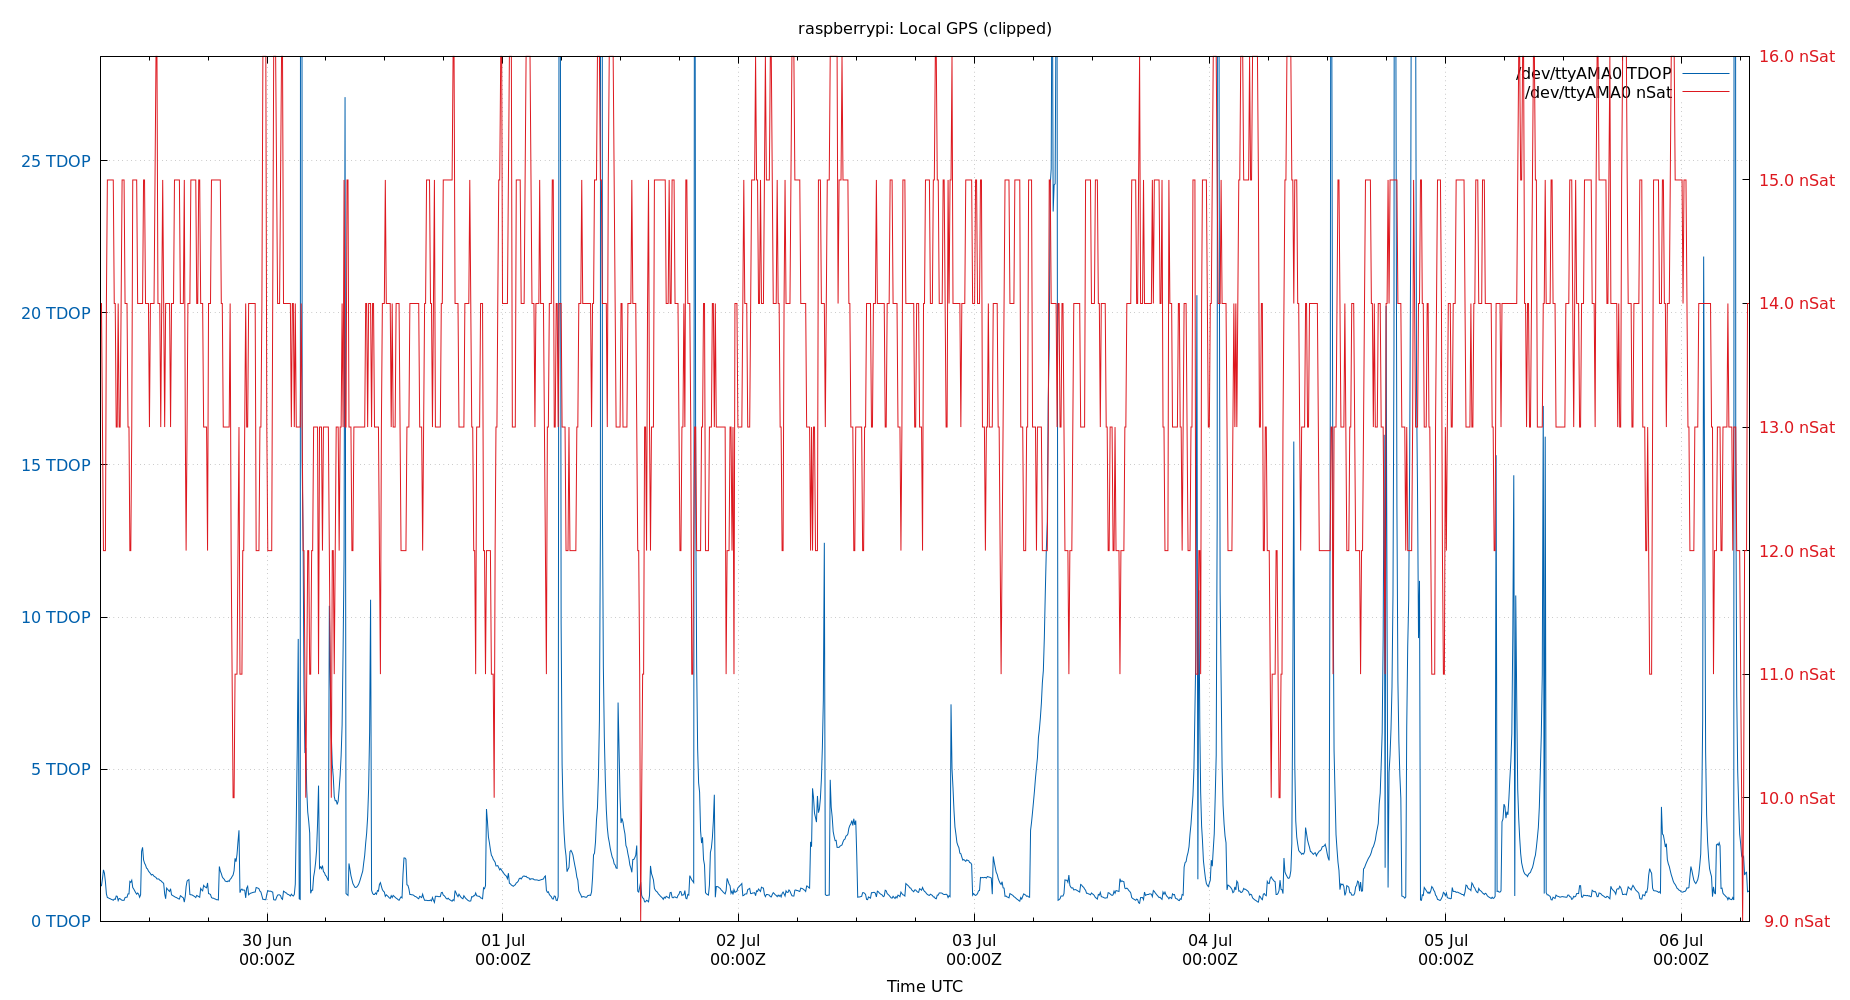 raspberrypi: Local GPS (clipped)
/dev/ttyAMA0 TDOP
/dev/ttyAMA0 nSat
25 TDOP
20 TDOP
15 TDOP
10 TDOP
5 TDOP
0 TDOP
16.0 nSat
15.0 nSat
14.0 nSat
13.0 nSat
12.0 nSat
11.0 nSat
10.0 nSat
9.0 nSat
30 Jun 01 Jul 02 Jul 03 Jul 04 Jul 05 Jul 06 Jul
00:00Z 00:00Z 00:00Z 00:00Z 00:00Z 00:00Z 00:00Z
Time UTC